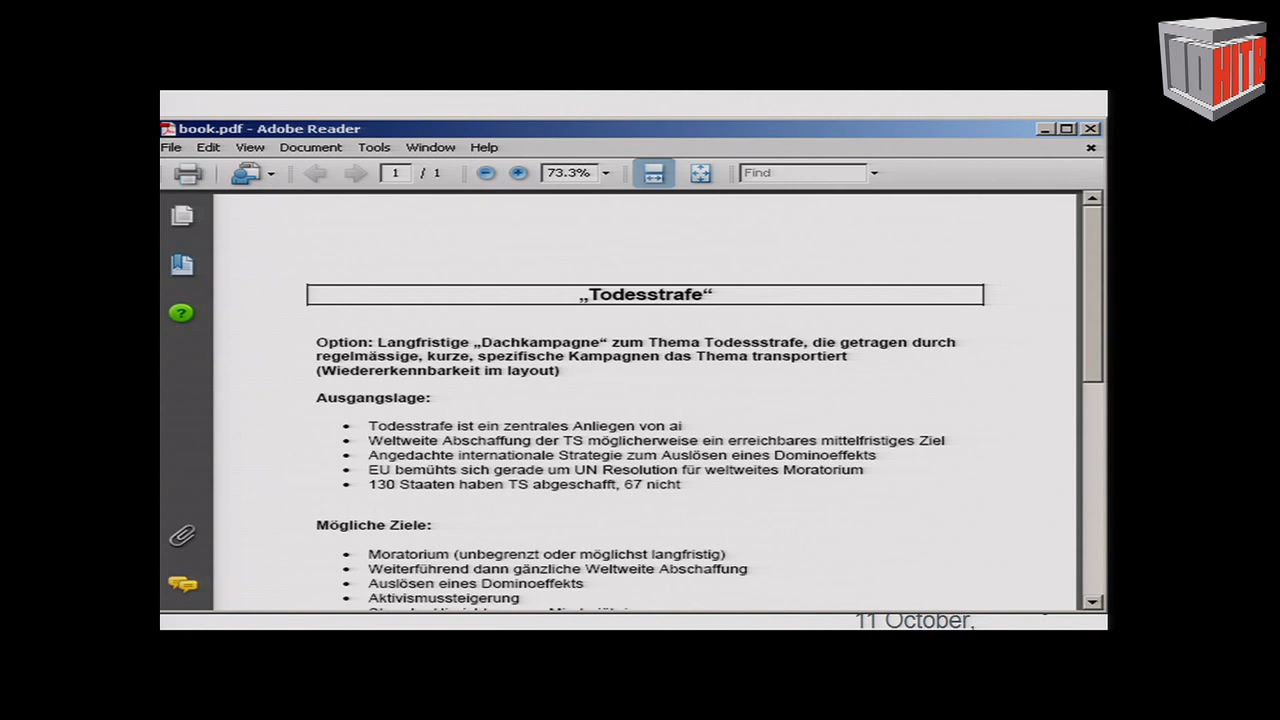 HITB
book.pdf - Adobe Reader
File Edit View Document Tools Window Help
1 / 1 73.3% Find
„Todesstrafe“
Option: Langfristige „Dachkampagne“ zum Thema Todessstrafe, die getragen durch
regelmässige, kurze, spezifische Kampagnen das Thema transportiert
(Wiedererkennbarkeit im layout)
Ausgangslage:
• Todesstrafe ist ein zentrales Anliegen von ai
• Weltweite Abschaffung der TS möglicherweise ein erreichbares mittelfristiges Ziel
• Angedachte internationale Strategie zum Auslösen eines Dominoeffekts
• EU bemühts sich gerade um UN Resolution für weltweites Moratorium
• 130 Staaten haben TS abgeschafft, 67 nicht
Mögliche Ziele:
• Moratorium (unbegrenzt oder möglichst langfristig)
• Weiterführend dann gänzliche Weltweite Abschaffung
• Auslösen eines Dominoeffekts
• Aktivismussteigerung
11 October,